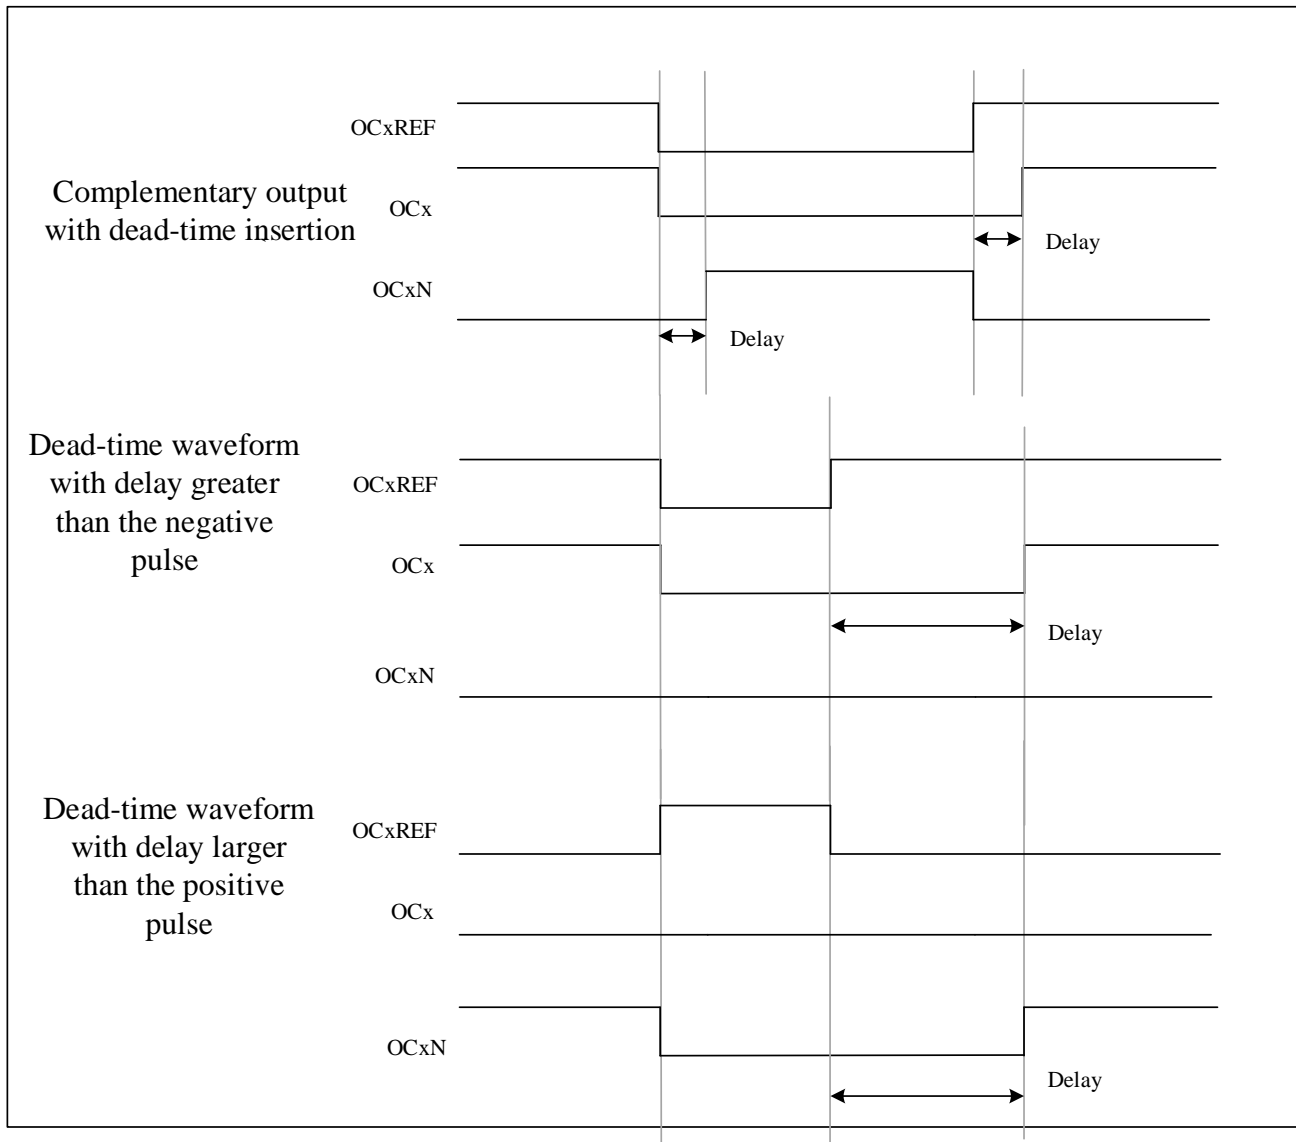 OCxREF
Complementary output
with dead-time insertion
OCx
Delay
OCxN
Delay
Dead-time waveform
with delay greater
than the negative
pulse
OCxREF
OCx
Delay
OCxN
Dead-time waveform
with delay larger
than the positive
pulse
OCxREF
OCx
OCxN
Delay